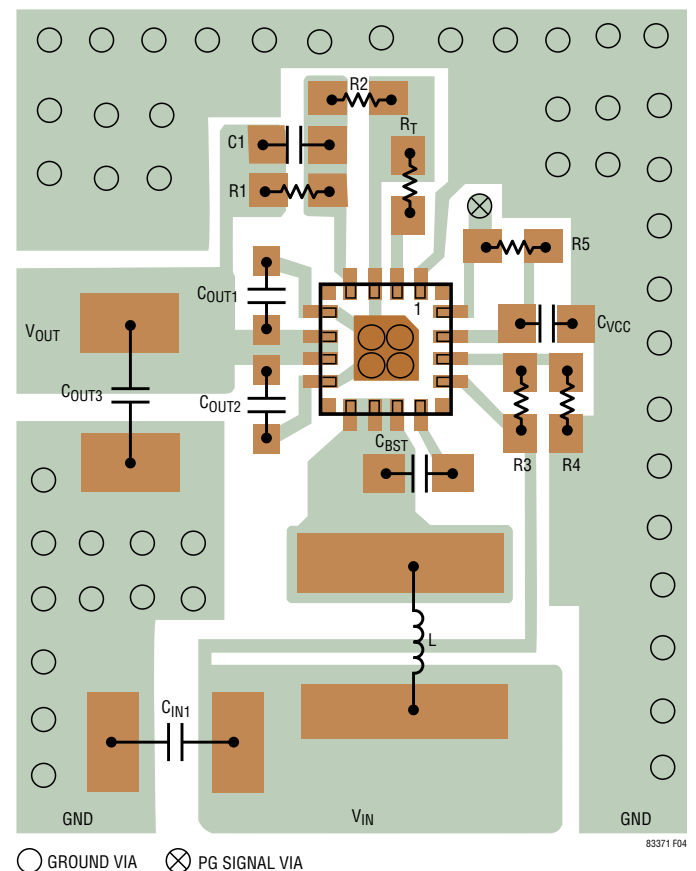 R2
RT
C1
R1
R5
COUT1
1
VOUT
CVCC
COUT3
COUT2
CBST
R3
R4
L
CIN1
GND
VIN
GND
83371 F04
GROUND VIA
PG SIGNAL VIA